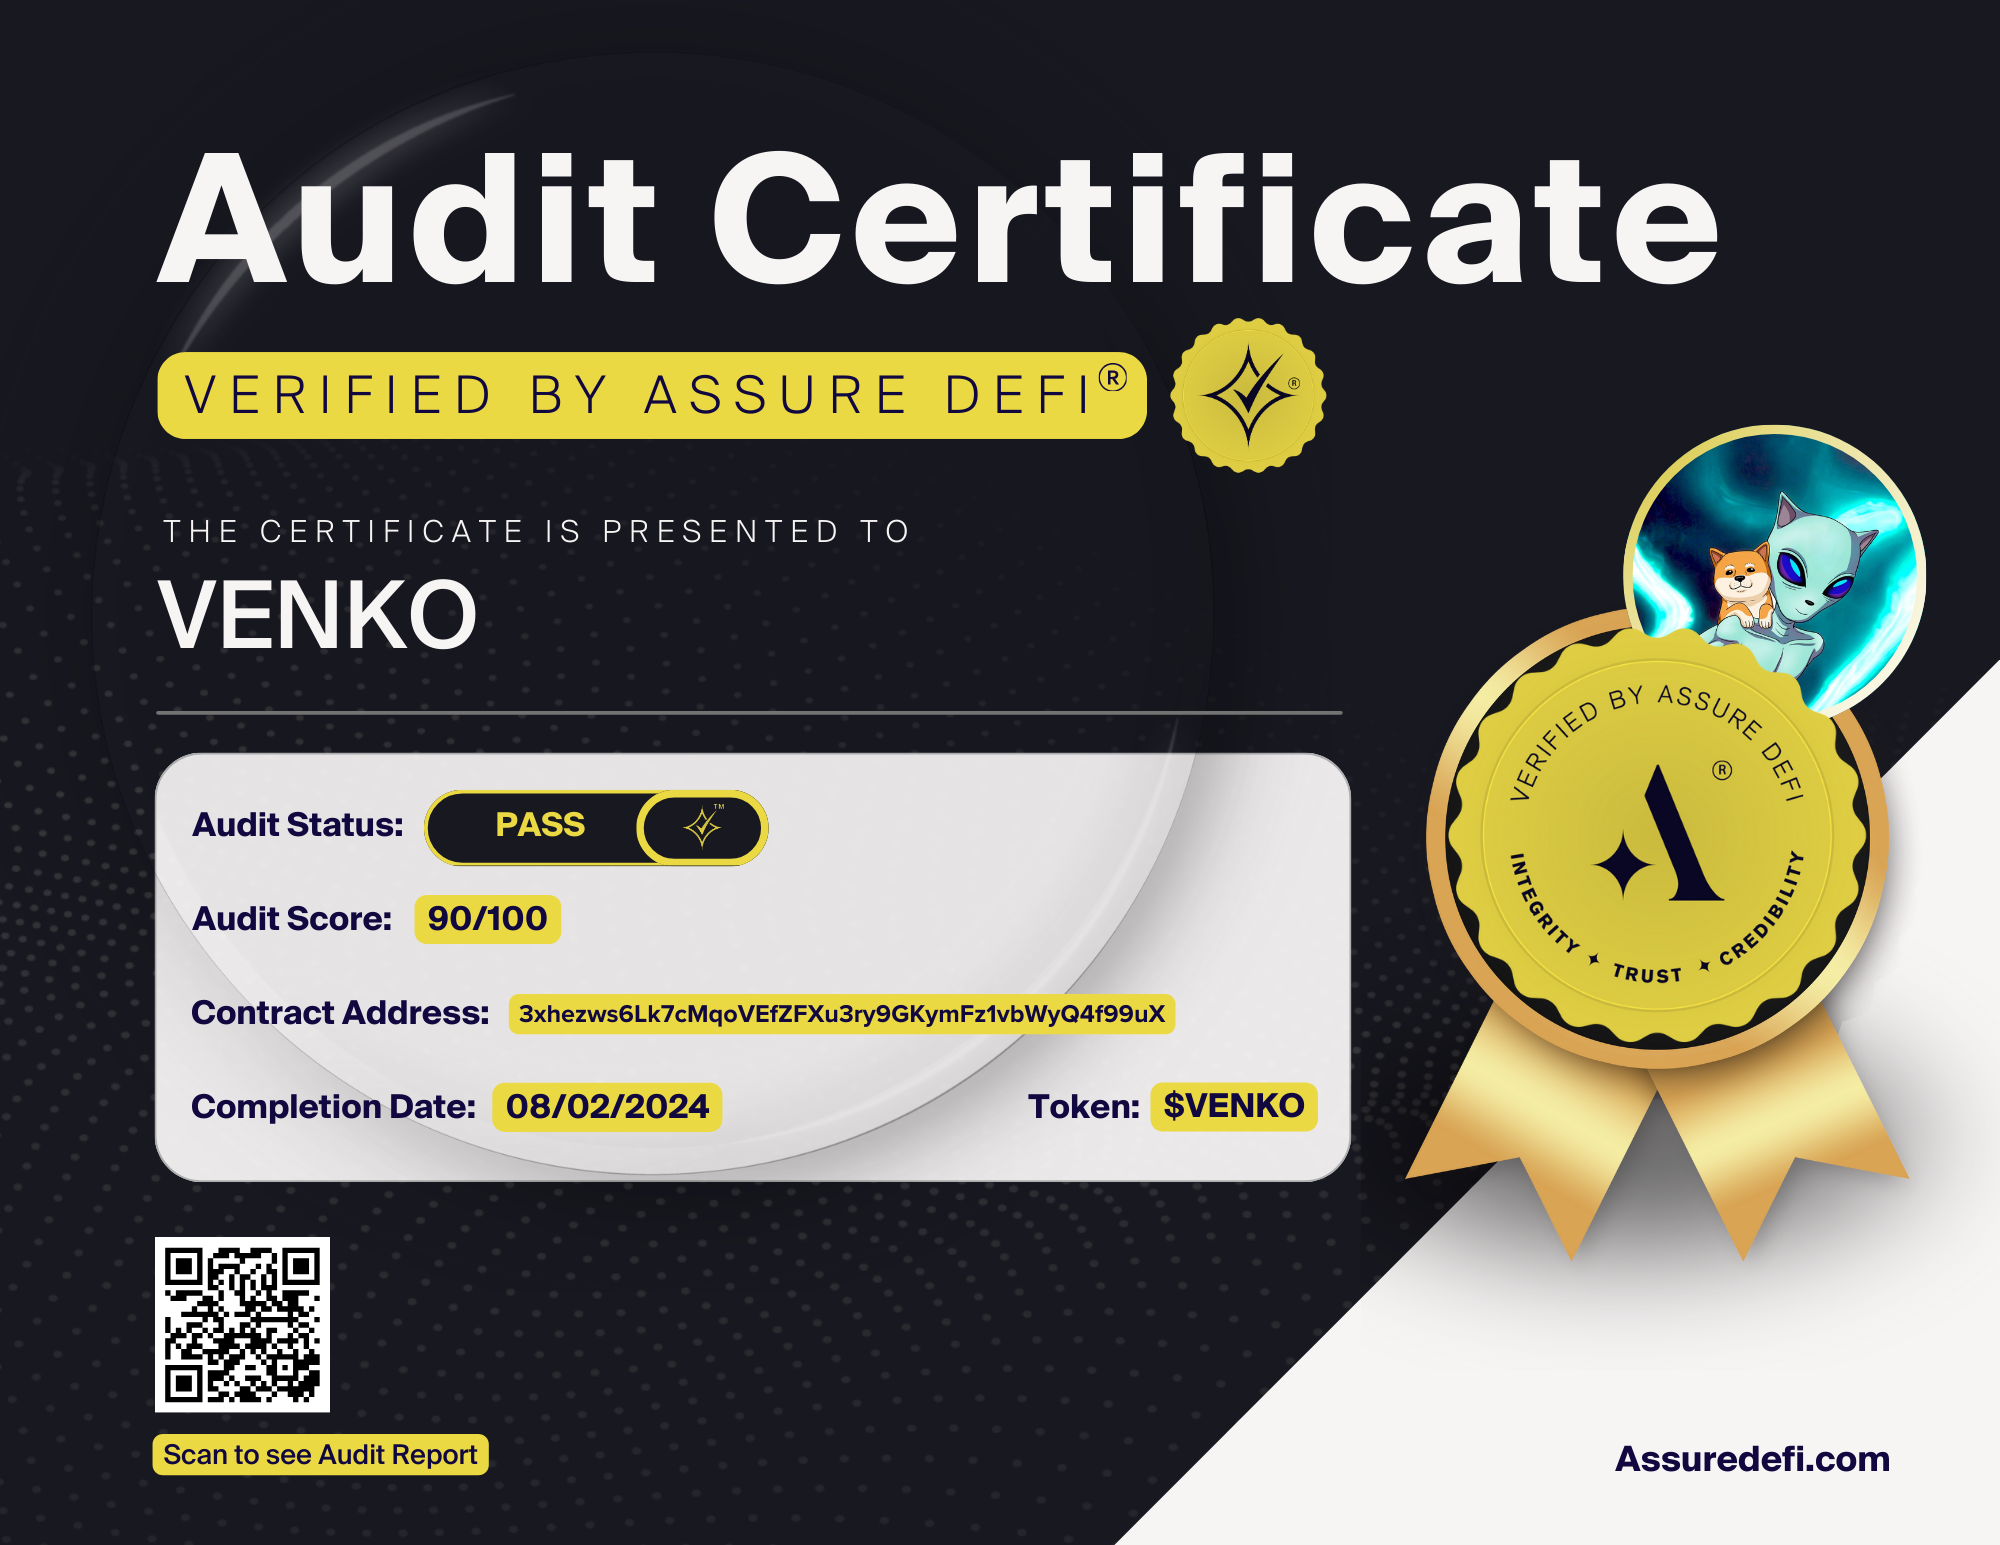 Audit Certificate
VERIFIED BY ASSURE DEFI®
®
THE CERTIFICATE IS PRESENTED TO
VENKO
VERIFIED BY ASSURE DEFI
®
INTEGRITY ✦ TRUST ✦ CREDIBILITY
Audit Status: PASS ™
Audit Score: 90/100
Contract Address: 3xhezws6Lk7cMqoVEfZFXu3ry9GKymFz1vbWyQ4f99uX
Completion Date: 08/02/2024 Token: $VENKO
Scan to see Audit Report
Assuredefi.com